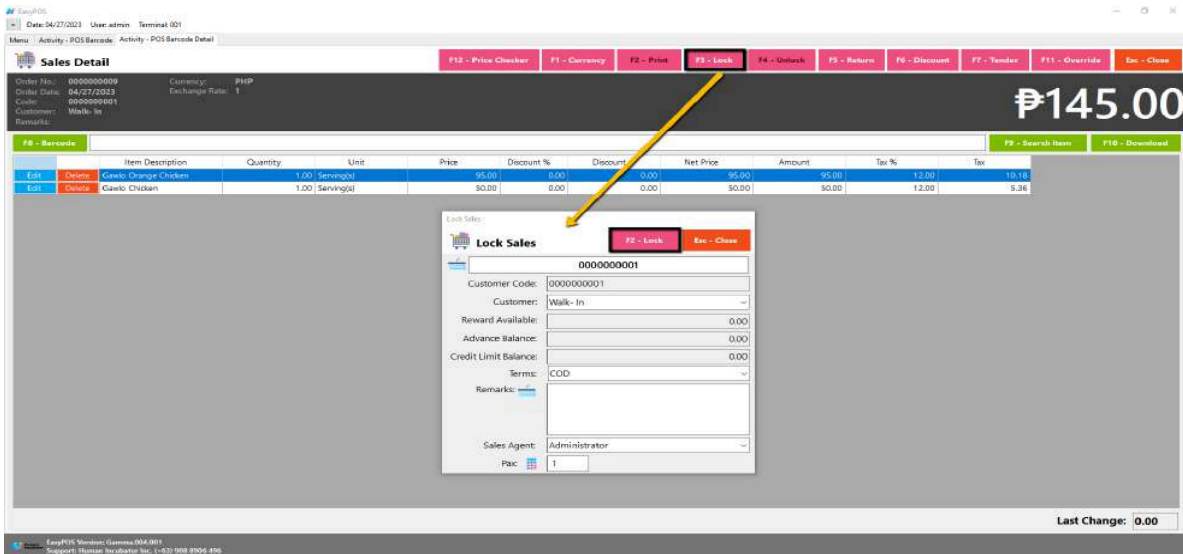 EasyPOS
Date: 04/27/2023 User: admin Terminal: 001
Menu Activity - POS Barcode Activity - POS Barcode Detail
Sales Detail
F12 - Price Checker F1 - Currency F2 - Print F3 - Lock F4 - Unlock F5 - Return F6 - Discount F7 - Tender F11 - Override Esc - Close
Order No.: 0000000009 Currency: PHP
Order Date: 04/27/2023 Exchange Rate: 1
Code: 0000000001
Customer: Walk- In
Remarks:
₱145.00
F8 - Barcode F9 - Search Item F10 - Download
Item Description Quantity Unit Price Discount % Discount Net Price Amount Tax % Tax
Edit Delete Gawlo Orange Chicken 1.00 Serving(s) 95.00 0.00 0.00 95.00 95.00 12.00 10.18
Edit Delete Gawlo Chicken 1.00 Serving(s) 50.00 0.00 0.00 50.00 50.00 12.00 5.36
Lock Sales
Lock Sales F2 - Lock Esc - Close
0000000001
Customer Code: 0000000001
Customer: Walk- In
Reward Available: 0.00
Advance Balance: 0.00
Credit Limit Balance: 0.00
Terms: COD
Remarks:
Sales Agent: Administrator
Pax: 1
Last Change: 0.00
EasyPOS Version: Gamma.004.001
Support: Human Incubator Inc. (+63) 908 8906 496